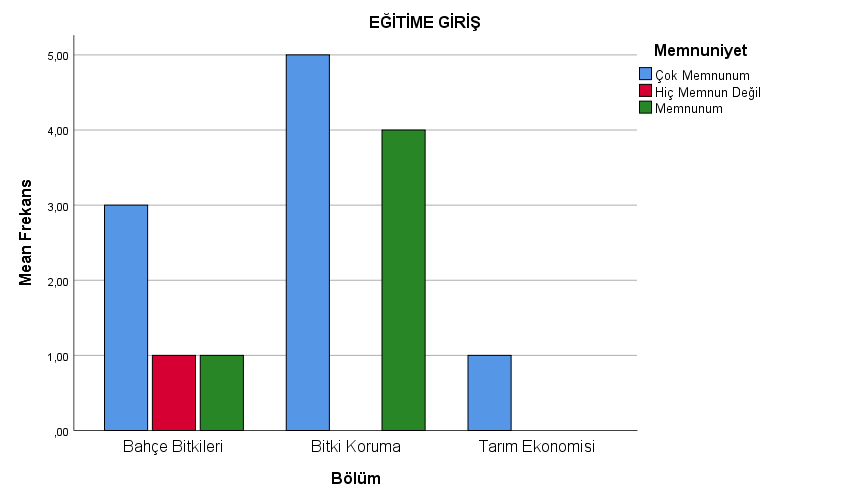 EĞİTİME GİRİŞ
Memnuniyet
Çok Memnunum
Hiç Memnun Değil
Memnunum
Mean Frekans
5,00
4,00
3,00
2,00
1,00
,00
Bahçe Bitkileri
Bitki Koruma
Tarım Ekonomisi
Bölüm